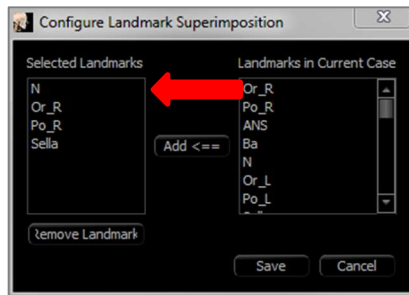 Configure Landmark Superimposition
Selected Landmarks
N
Or_R
Po_R
Sella
Add <==
Remove Landmark
Landmarks in Current Case
Or_R
Po_R
ANS
Ba
N
Or_L
Po_L
Save
Cancel